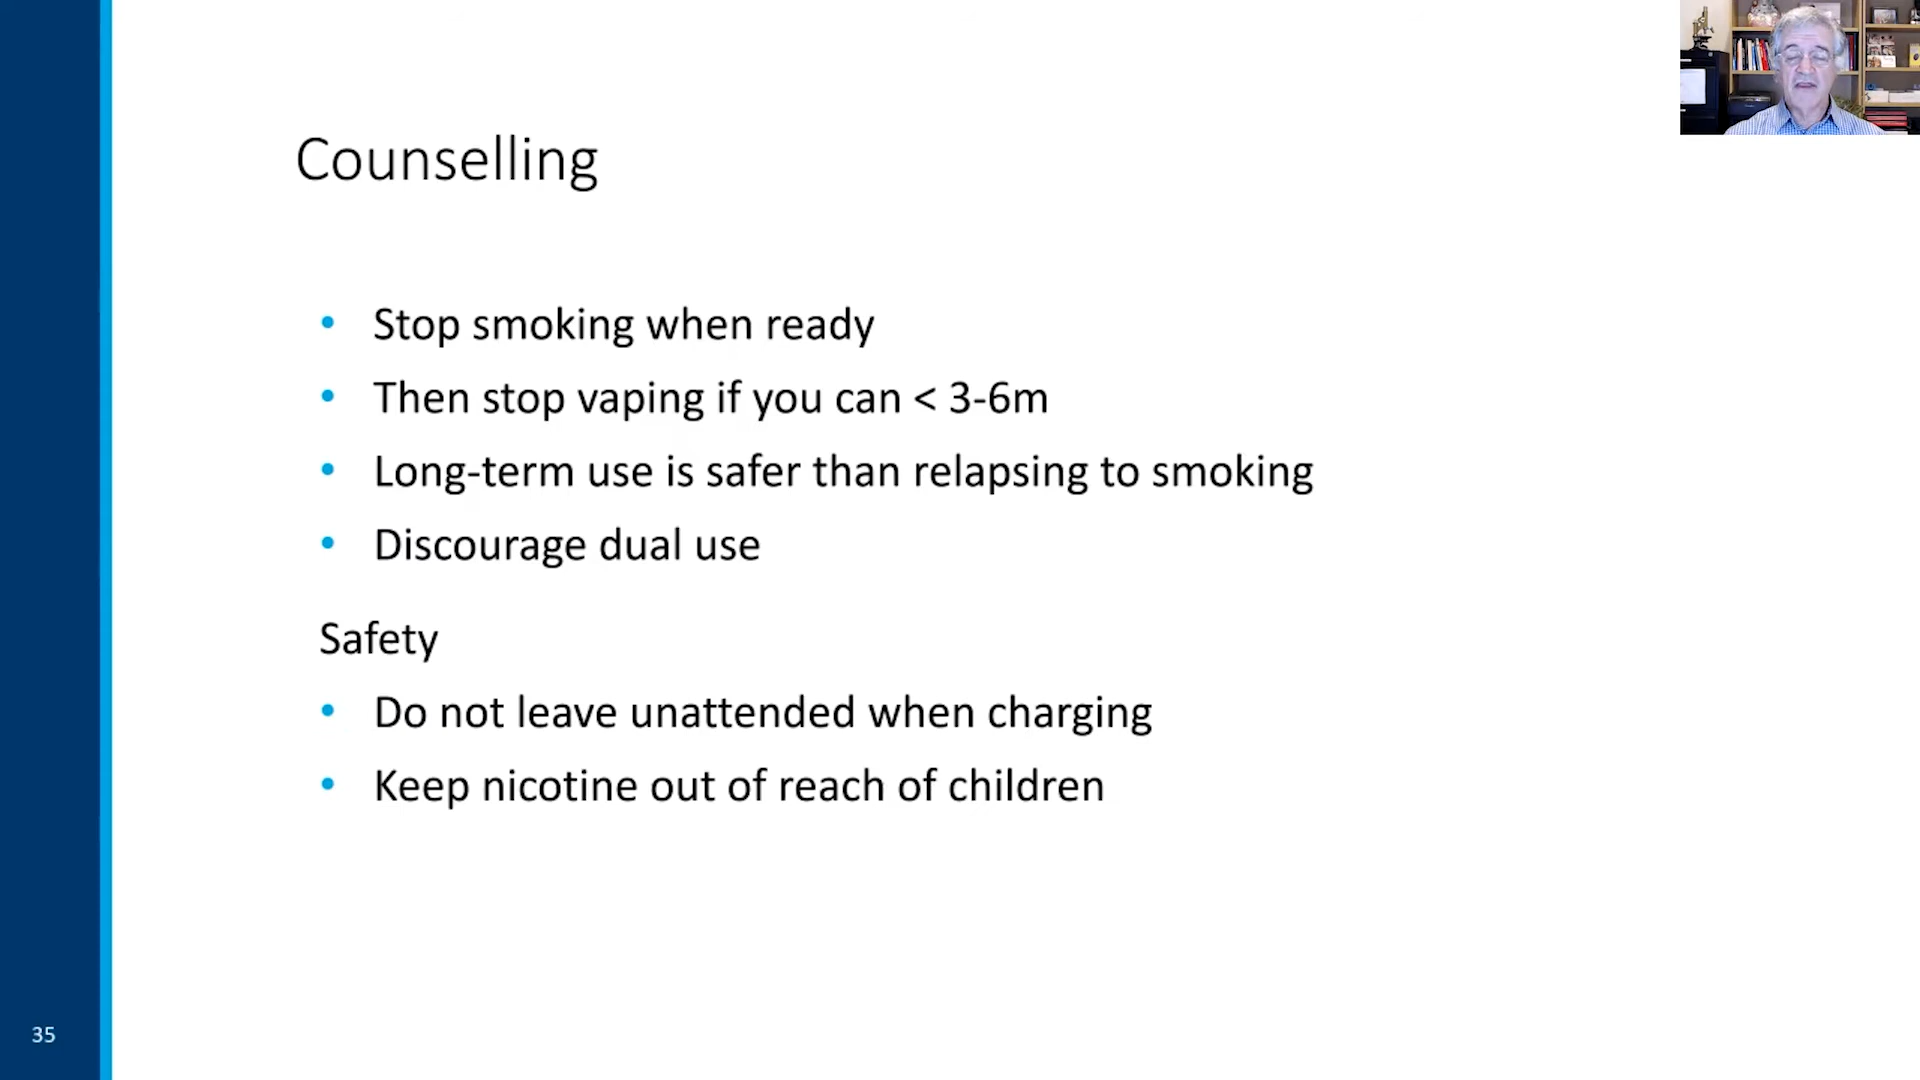 Counselling
• Stop smoking when ready
• Then stop vaping if you can < 3-6m
• Long-term use is safer than relapsing to smoking
• Discourage dual use
Safety
• Do not leave unattended when charging
• Keep nicotine out of reach of children
35